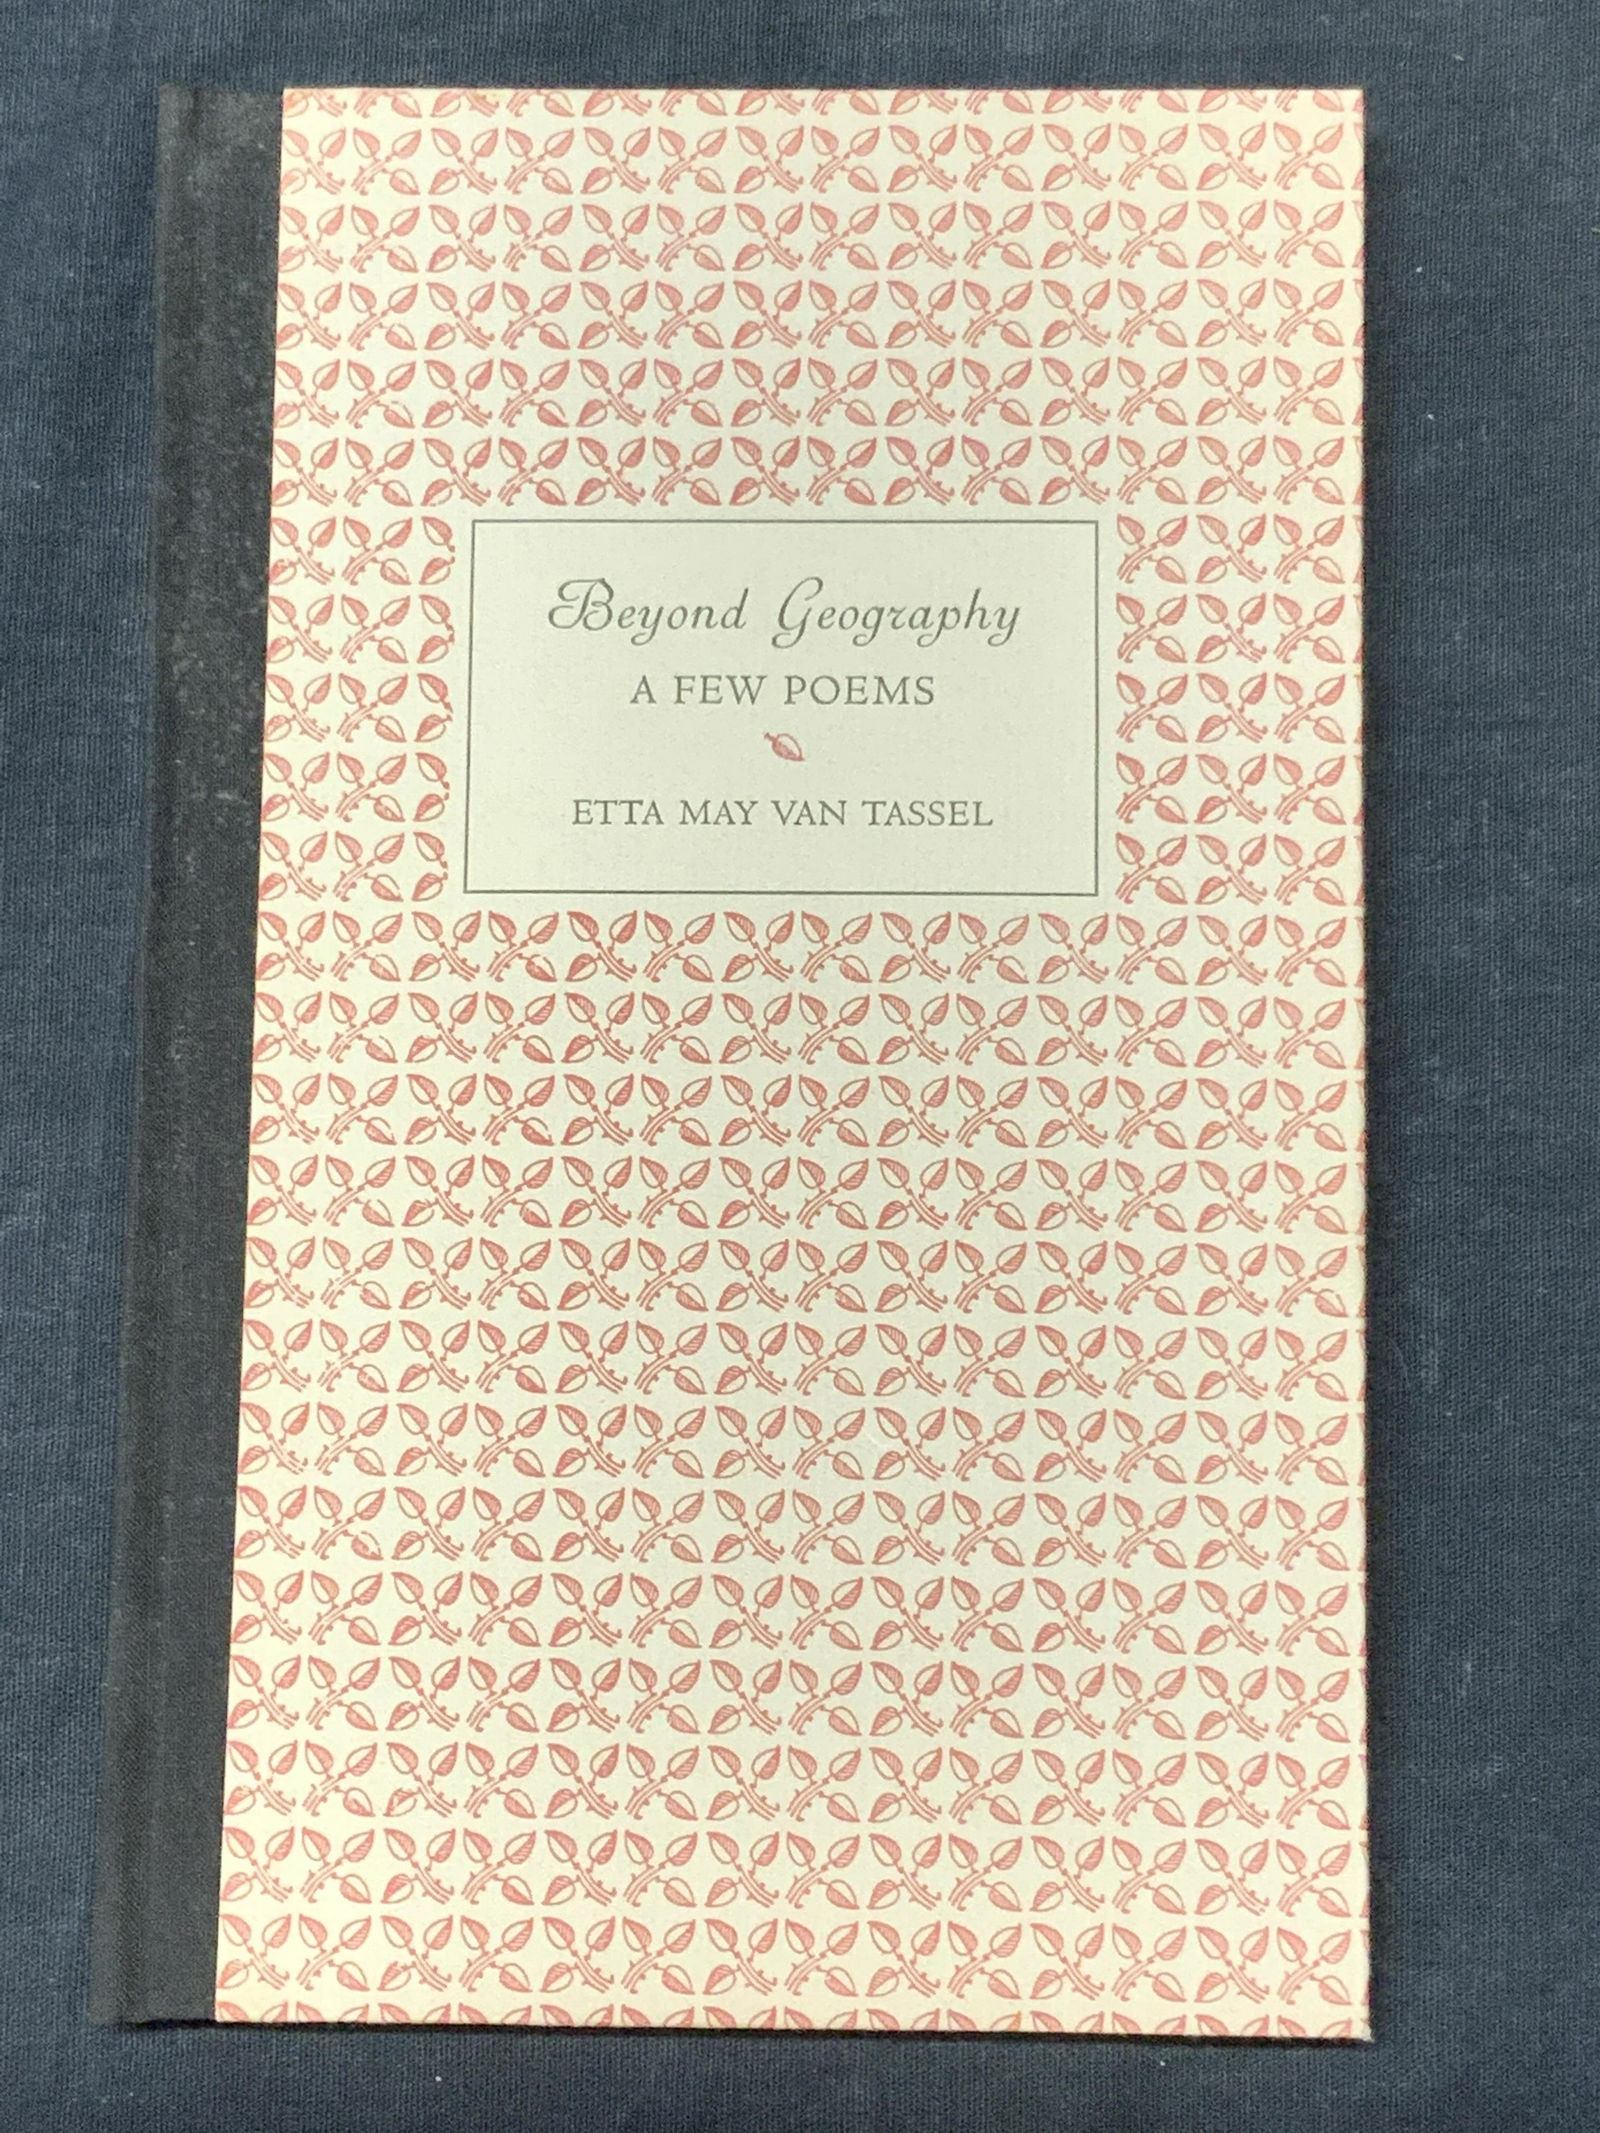 Beyond Geography
A FEW POEMS
ETTA MAY VAN TASSEL